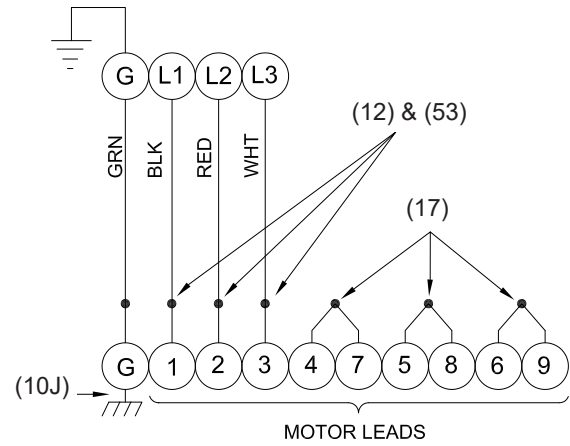 G L1 L2 L3
(12) & (53)
GRN
BLK
RED
WHT
(17)
G 1 2 3 4 7 5 8 6 9
(10J)
MOTOR LEADS